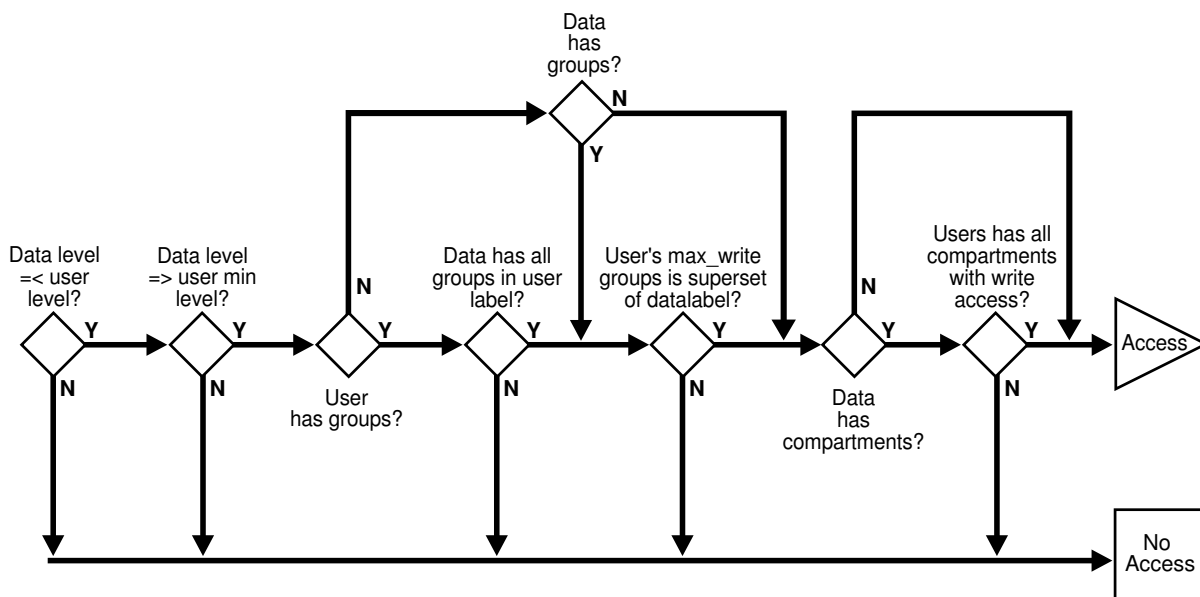 Data
has
groups?
N
Y
Data level
=< user
level?
Y
N
Data level
=> user min
level?
Y
N
N
Y
User
has groups?
Data has all
groups in user
label?
Y
N
User's max_write
groups is superset
of datalabel?
Y
N
N
Y
Data
has
compartments?
Users has all
compartments
with write
access?
Y
N
Access
No
Access